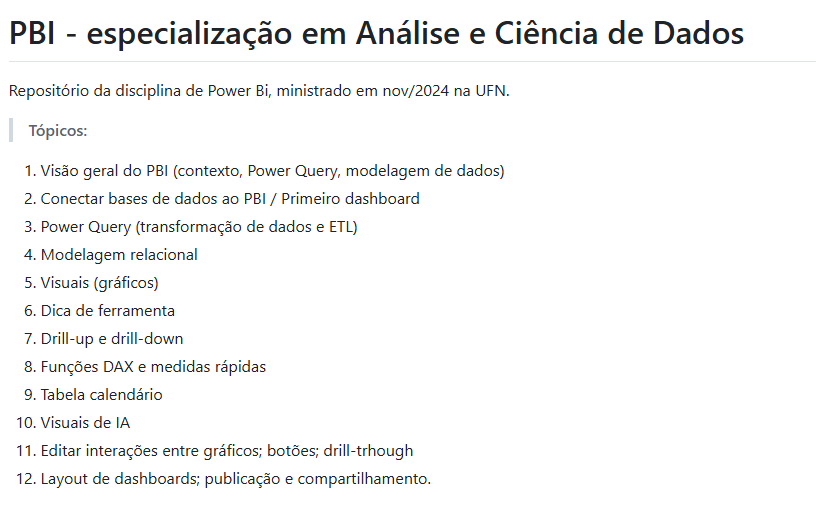 PBI - especialização em Análise e Ciência de Dados
Repositório da disciplina de Power Bi, ministrado em nov/2024 na UFN.
Tópicos:
1. Visão geral do PBI (contexto, Power Query, modelagem de dados)
2. Conectar bases de dados ao PBI / Primeiro dashboard
3. Power Query (transformação de dados e ETL)
4. Modelagem relacional
5. Visuais (gráficos)
6. Dica de ferramenta
7. Drill-up e drill-down
8. Funções DAX e medidas rápidas
9. Tabela calendário
10. Visuais de IA
11. Editar interações entre gráficos; botões; drill-trhough
12. Layout de dashboards; publicação e compartilhamento.